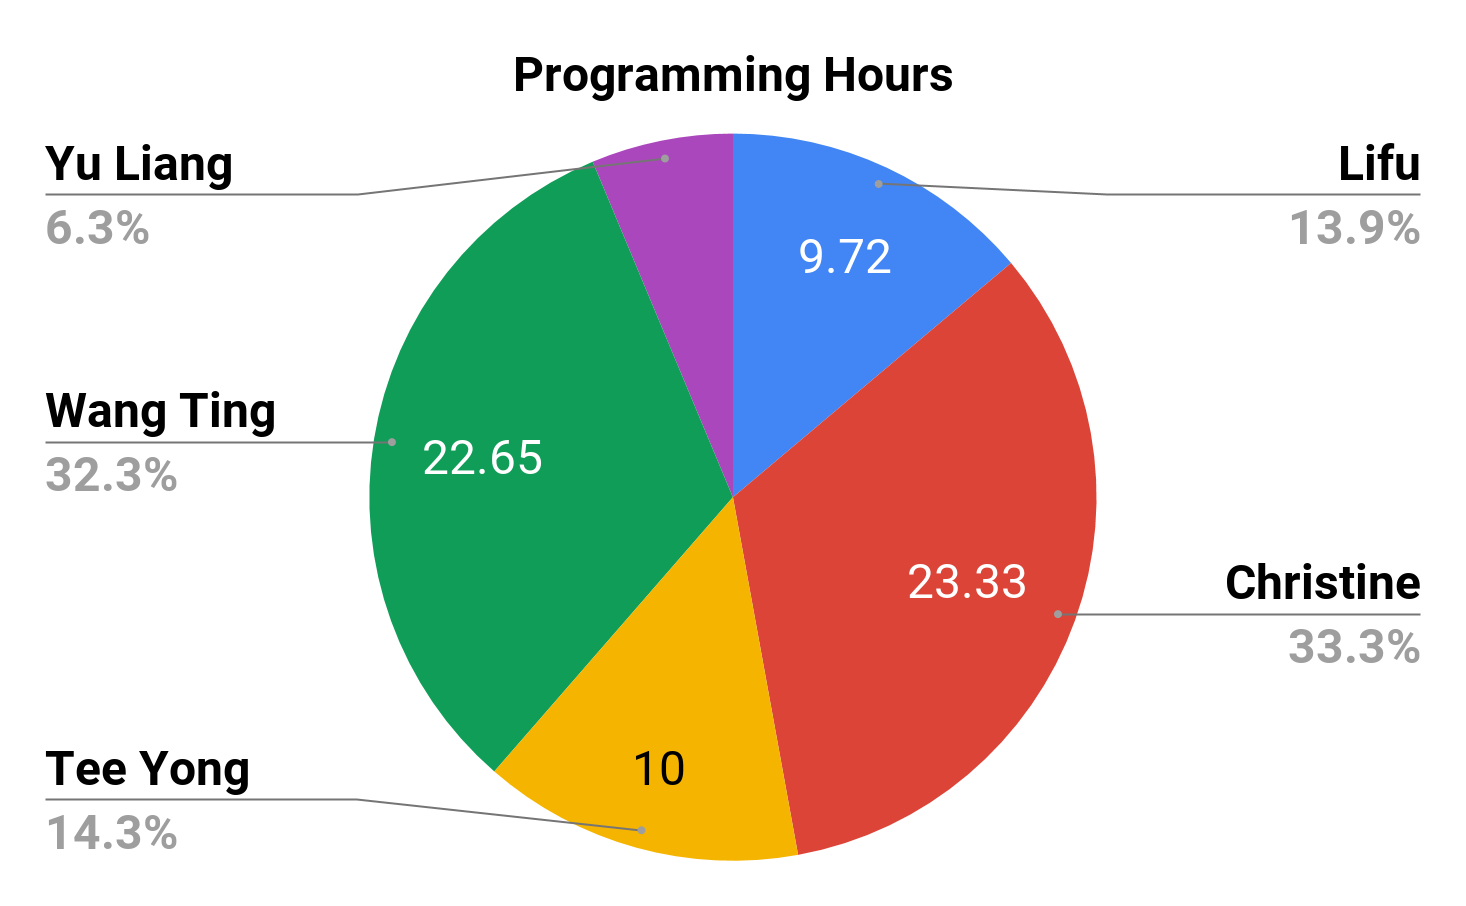 Programming Hours
Yu Liang
6.3%
Lifu
13.9%
9.72
Wang Ting
32.3%
22.65
23.33
Christine
33.3%
Tee Yong
14.3%
10